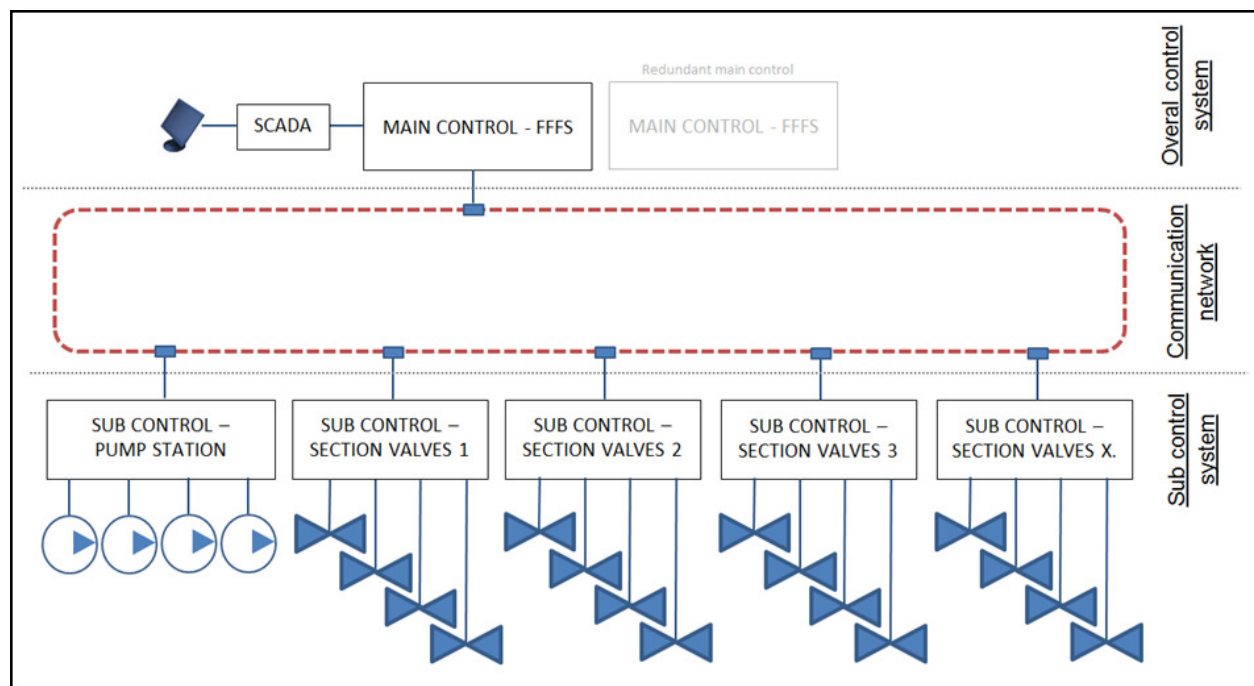 Redundant main control
SCADA
MAIN CONTROL - FFFS
MAIN CONTROL - FFFS
Overal control
system
Communication
network
SUB CONTROL –
PUMP STATION
SUB CONTROL –
SECTION VALVES 1
SUB CONTROL –
SECTION VALVES 2
SUB CONTROL –
SECTION VALVES 3
SUB CONTROL –
SECTION VALVES X.
Sub control
system